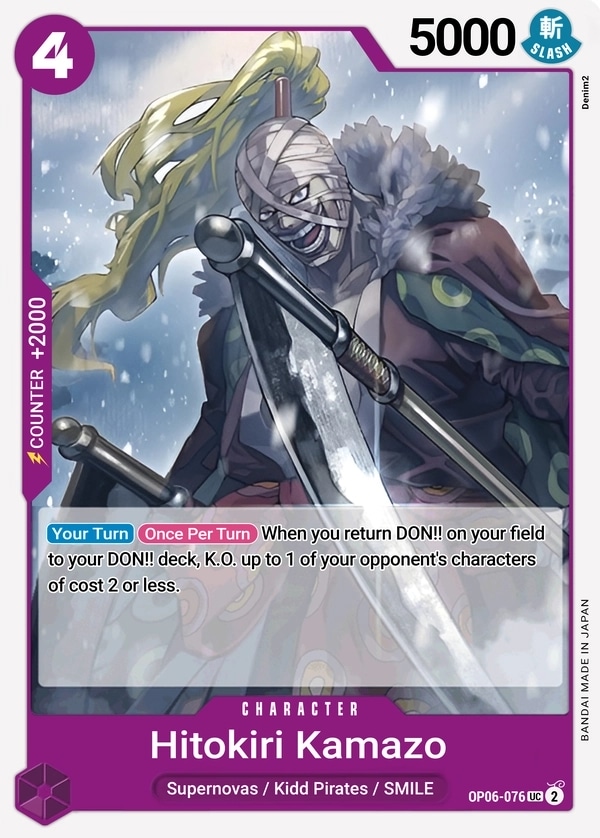 4
5000
斬
SLASH
Denim2
COUNTER +2000
Your Turn Once Per Turn When you return DON!! on your field
to your DON!! deck, K.O. up to 1 of your opponent's characters
of cost 2 or less.
BANDAI MADE IN JAPAN
CHARACTER
Hitokiri Kamazo
Supernovas / Kidd Pirates / SMILE
OP06-076 UC 2